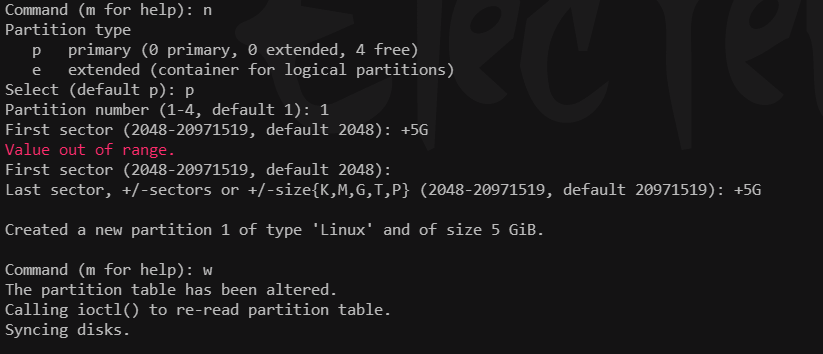 Command (m for help): n
Partition type
   p   primary (0 primary, 0 extended, 4 free)
   e   extended (container for logical partitions)
Select (default p): p
Partition number (1-4, default 1): 1
First sector (2048-20971519, default 2048): +5G
Value out of range.
First sector (2048-20971519, default 2048):
Last sector, +/-sectors or +/-size{K,M,G,T,P} (2048-20971519, default 20971519): +5G

Created a new partition 1 of type 'Linux' and of size 5 GiB.

Command (m for help): w
The partition table has been altered.
Calling ioctl() to re-read partition table.
Syncing disks.